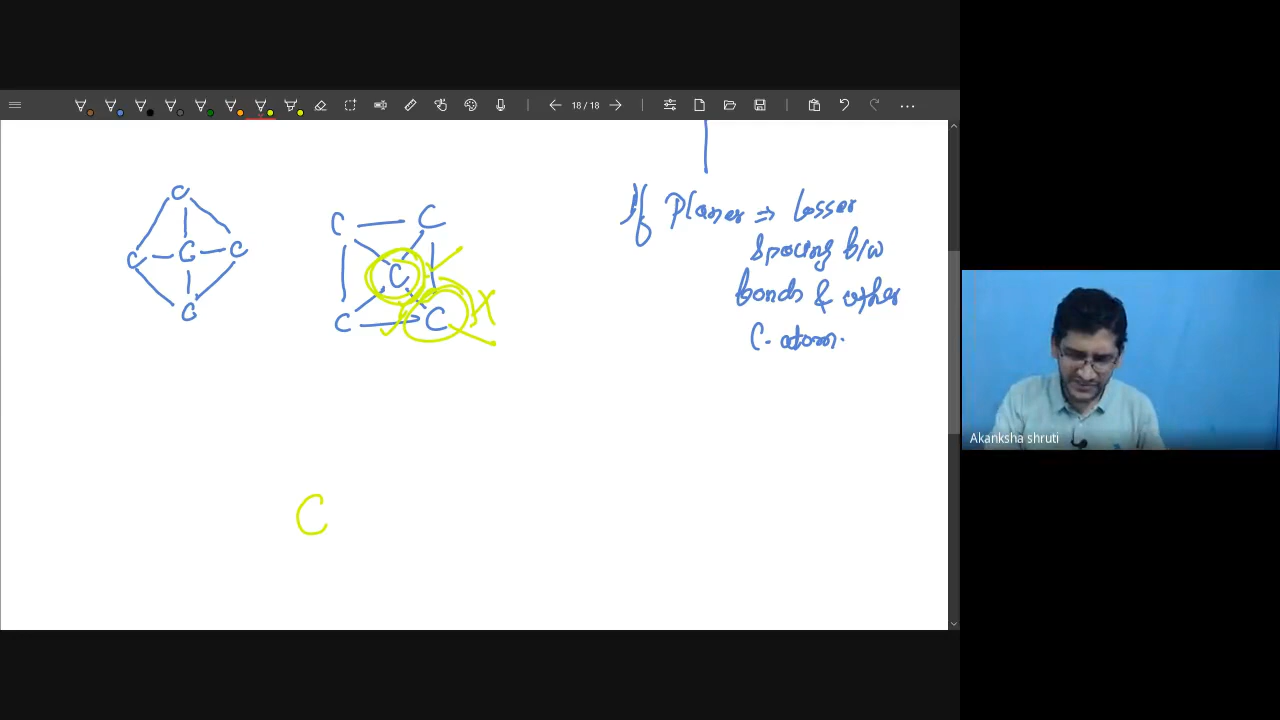 18 / 18
If Planar ⇒ Lesser
Spacing b/w
bonds & other
C. atom.
C
C C C
C
C — C
C
C C
X
C
Akanksha shruti